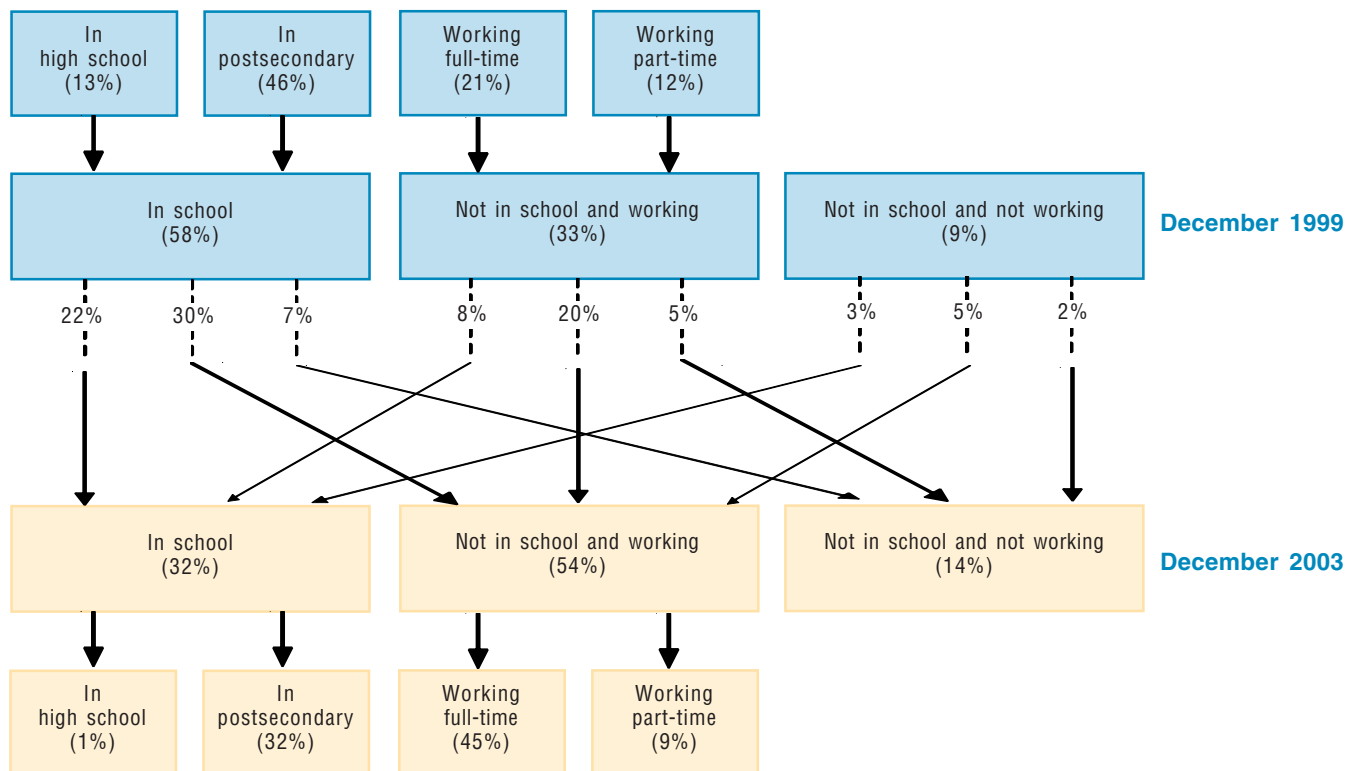 In
high school
(13%)
In
postsecondary
(46%)
Working
full-time
(21%)
Working
part-time
(12%)
In school
(58%)
Not in school and working
(33%)
Not in school and not working
(9%)
December 1999
22%
30%
7%
8%
20%
5%
3%
5%
2%
In school
(32%)
Not in school and working
(54%)
Not in school and not working
(14%)
December 2003
In
high school
(1%)
In
postsecondary
(32%)
Working
full-time
(45%)
Working
part-time
(9%)